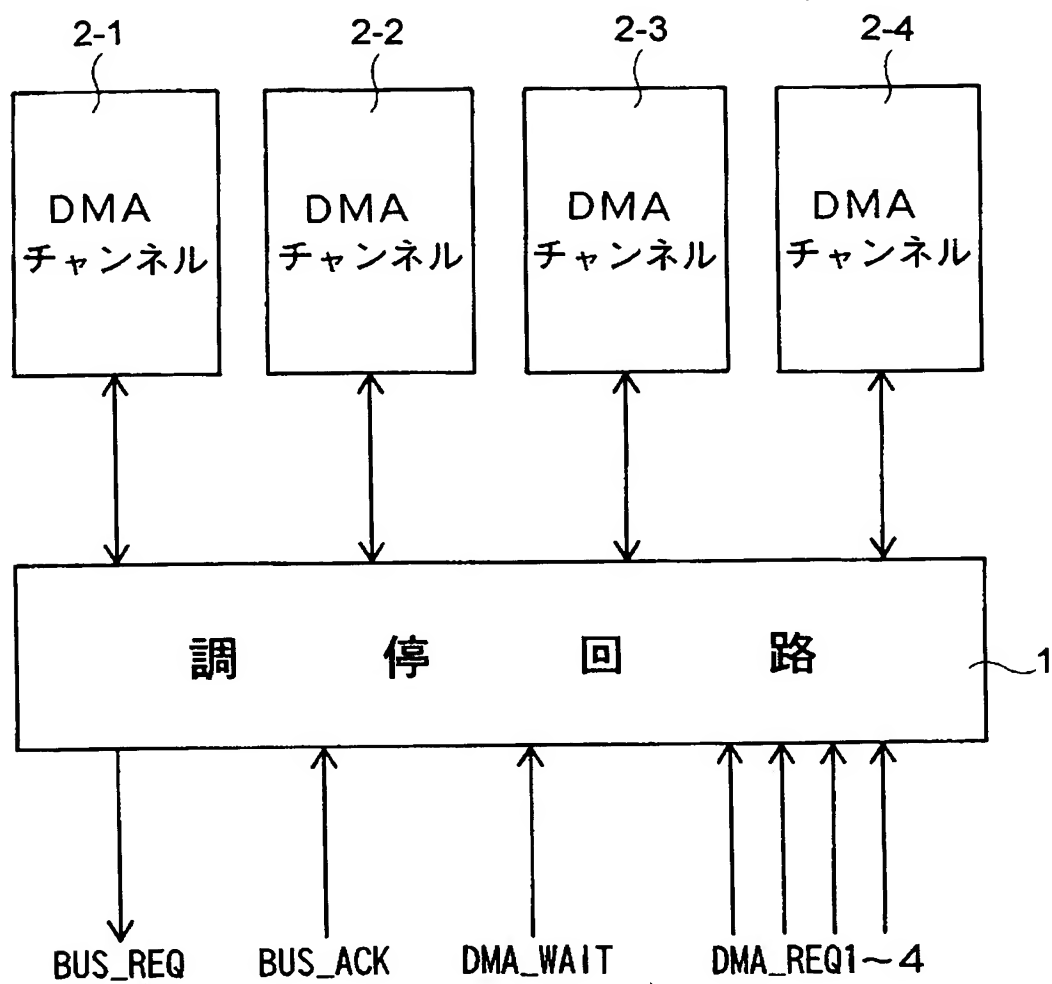 2-1 2-2 2-3 2-4
DMA
チャンネル
DMA
チャンネル
DMA
チャンネル
DMA
チャンネル
調停回路
1
BUS_REQ BUS_ACK DMA_WAIT DMA_REQ1～4